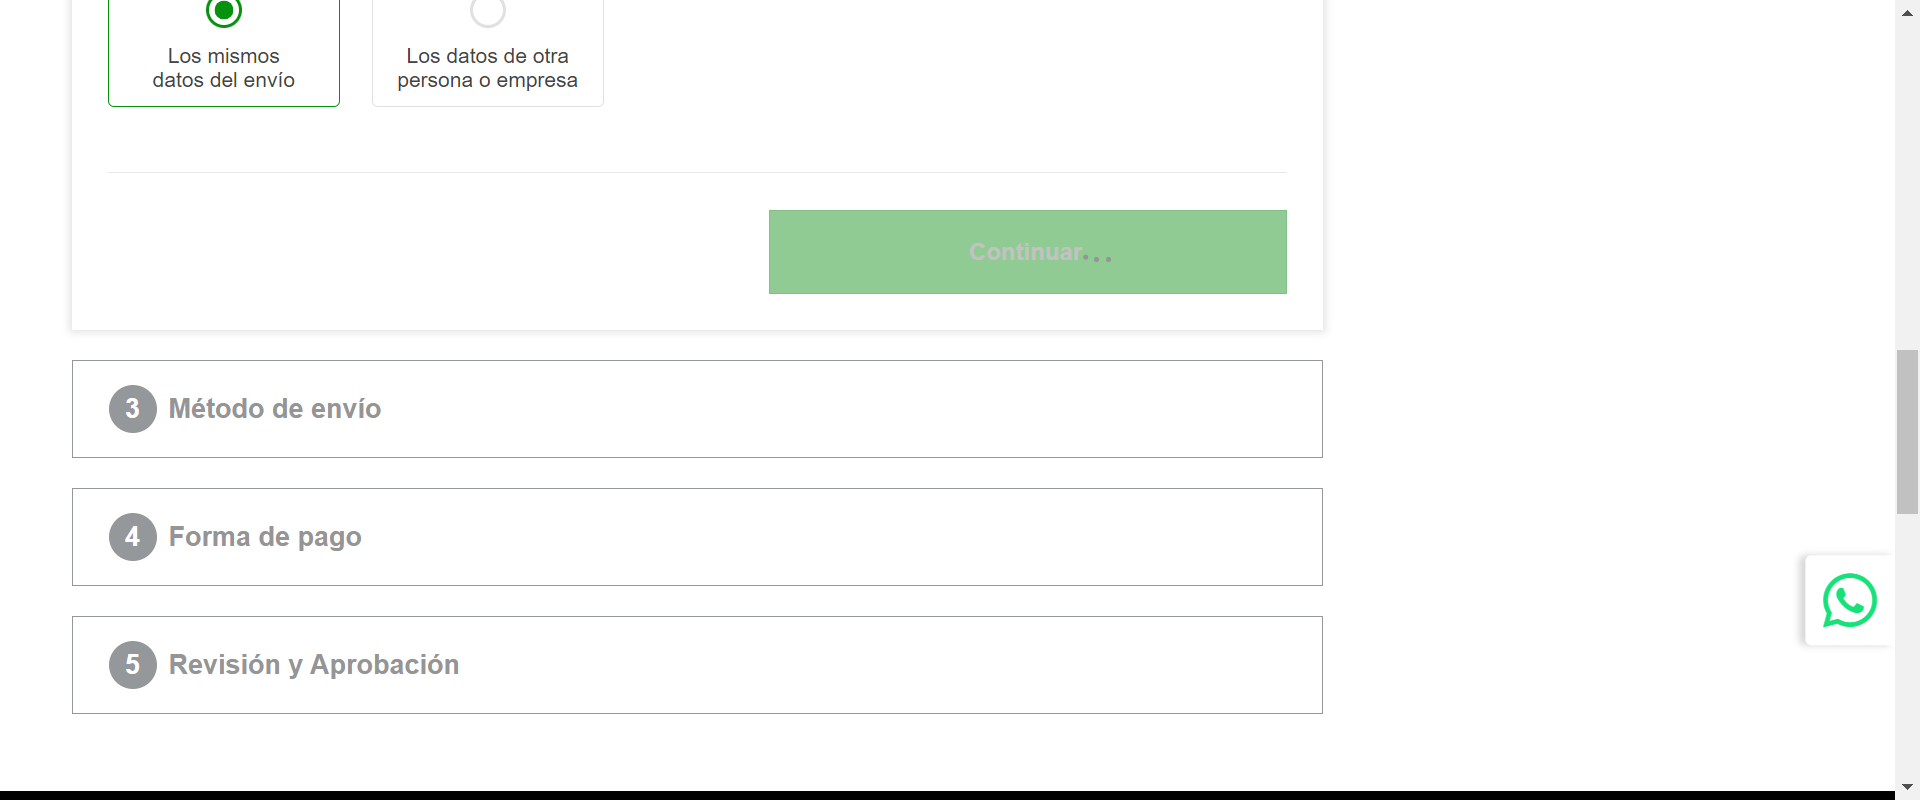 Los mismos
datos del envío
Los datos de otra
persona o empresa
Continuar...
3 Método de envío
4 Forma de pago
5 Revisión y Aprobación